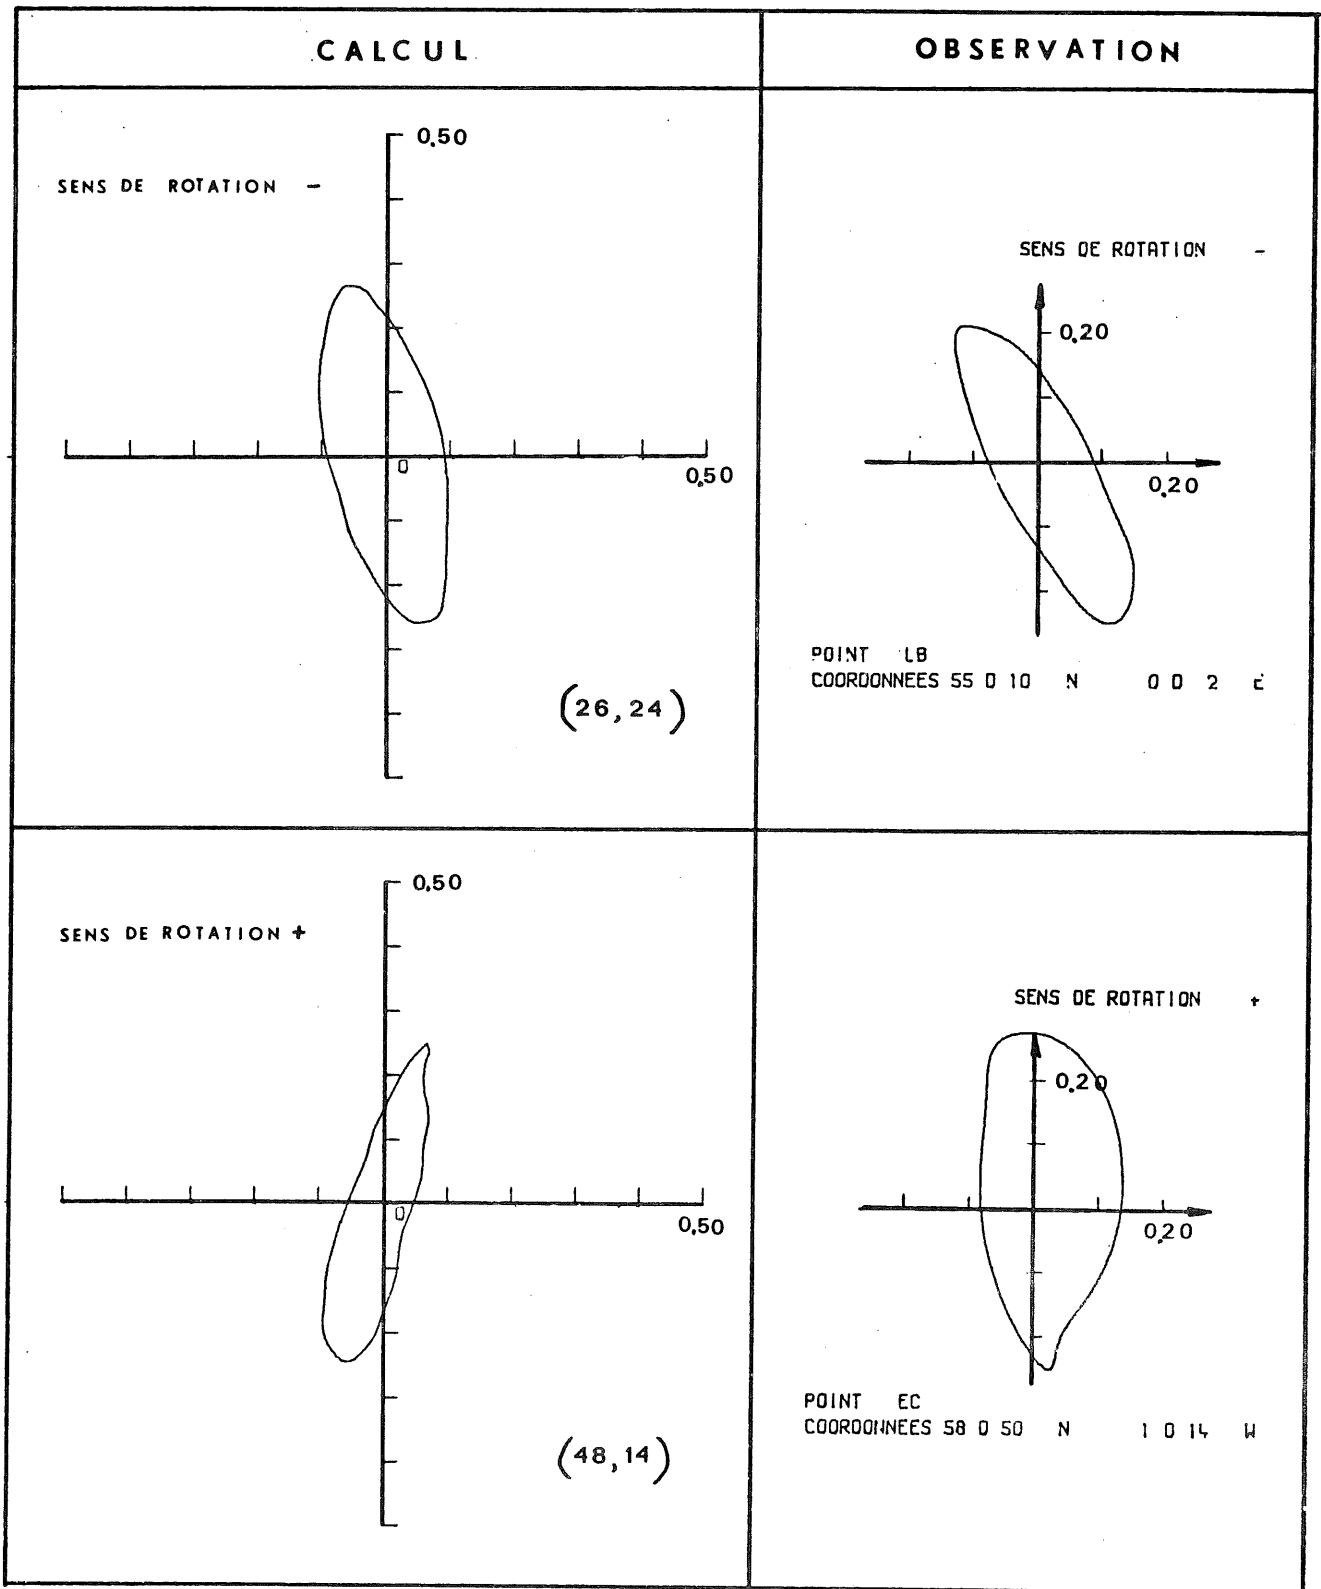 CALCUL
OBSERVATION
0,50
SENS DE ROTATION -
0
0,50
(26,24)
SENS DE ROTATION -
0,20
0,20
POINT LB
COORDONNEES 55 0 10 N 0 0 2 E
0,50
SENS DE ROTATION +
0
0,50
(48,14)
SENS DE ROTATION +
0,20
0,20
POINT EC
COORDONNEES 58 0 50 N 1 0 14 W